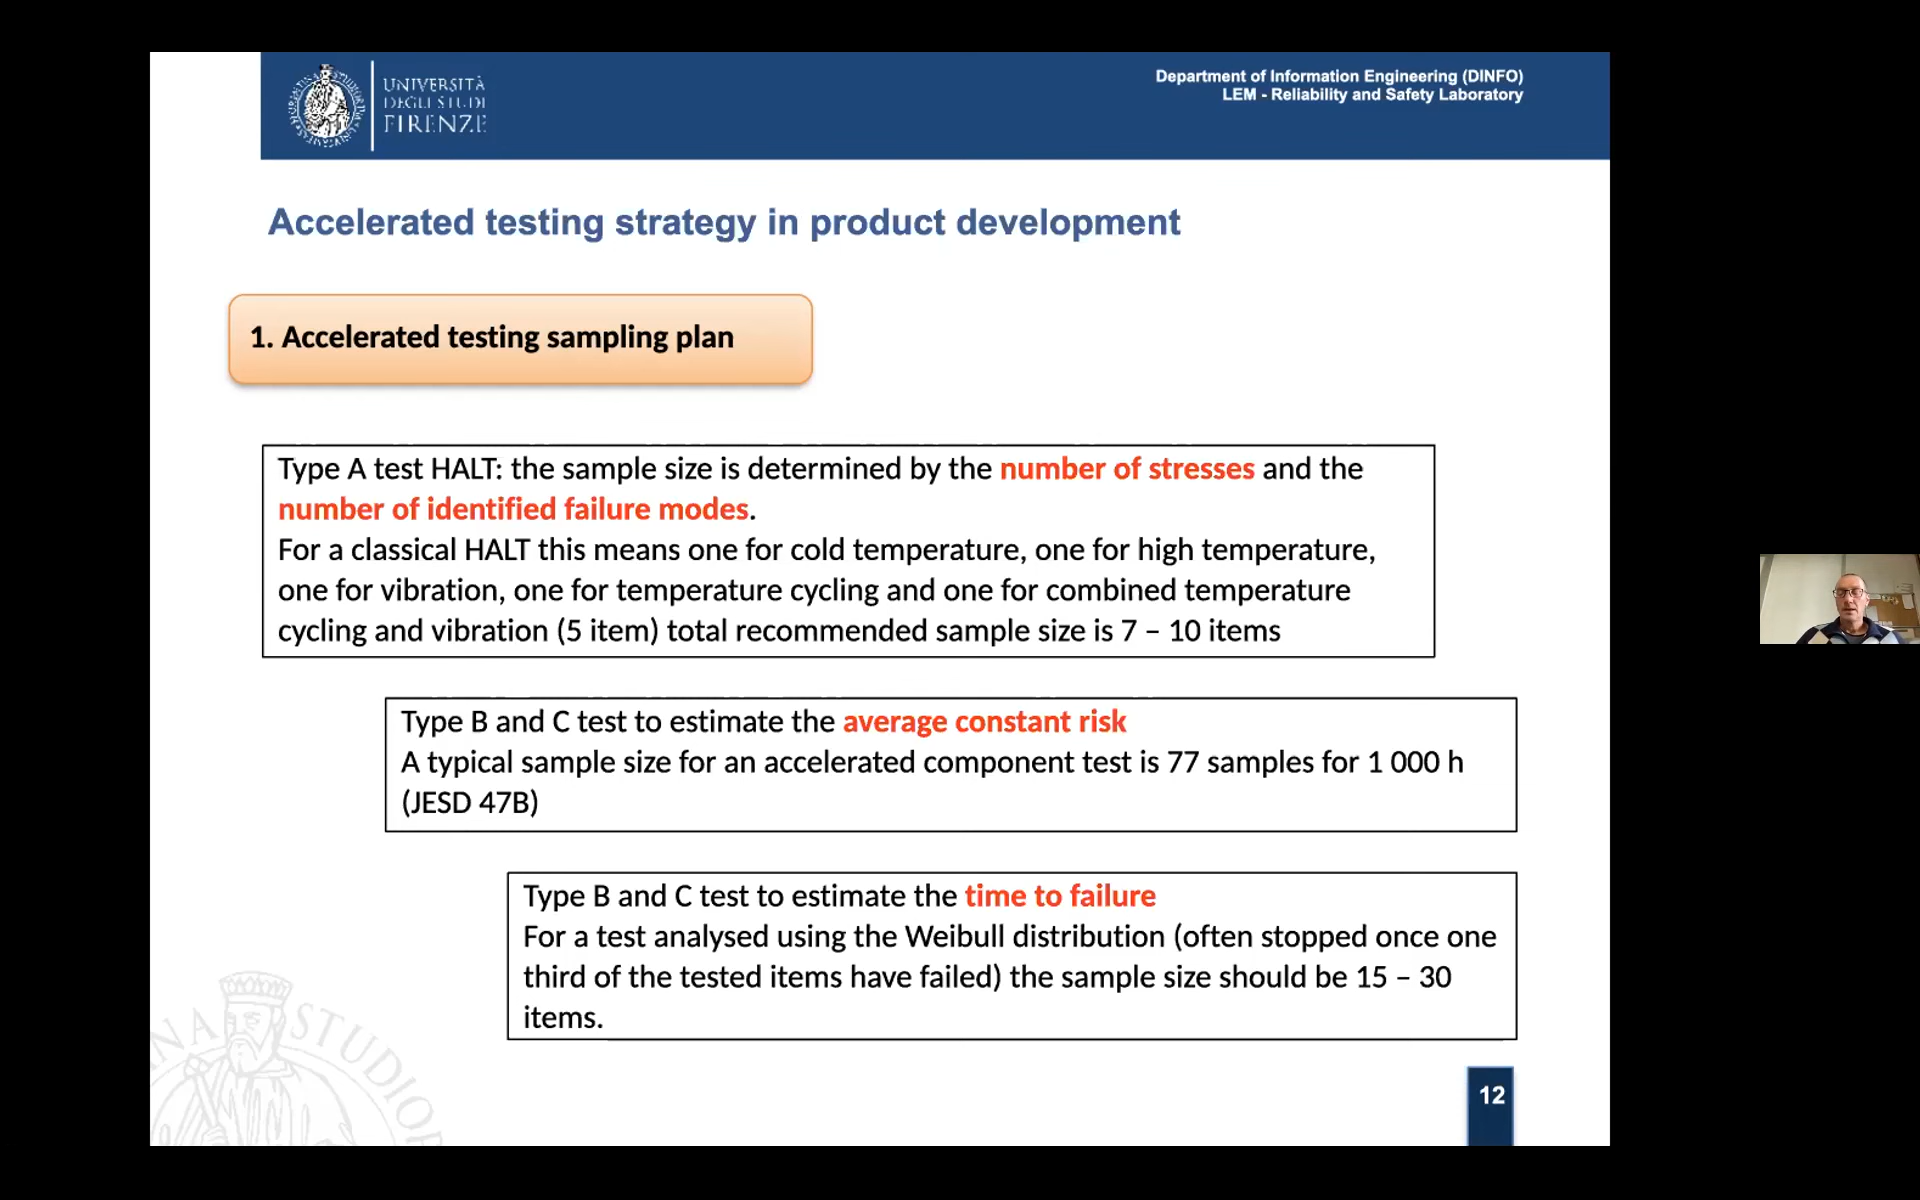 UNIVERSITÀ
DEGLI STUDI
FIRENZE
Department of Information Engineering (DINFO)
LEM - Reliability and Safety Laboratory
Accelerated testing strategy in product development
1. Accelerated testing sampling plan
Type A test HALT: the sample size is determined by the number of stresses and the
number of identified failure modes.
For a classical HALT this means one for cold temperature, one for high temperature,
one for vibration, one for temperature cycling and one for combined temperature
cycling and vibration (5 item) total recommended sample size is 7 – 10 items
Type B and C test to estimate the average constant risk
A typical sample size for an accelerated component test is 77 samples for 1 000 h
(JESD 47B)
Type B and C test to estimate the time to failure
For a test analysed using the Weibull distribution (often stopped once one
third of the tested items have failed) the sample size should be 15 – 30
items.
12